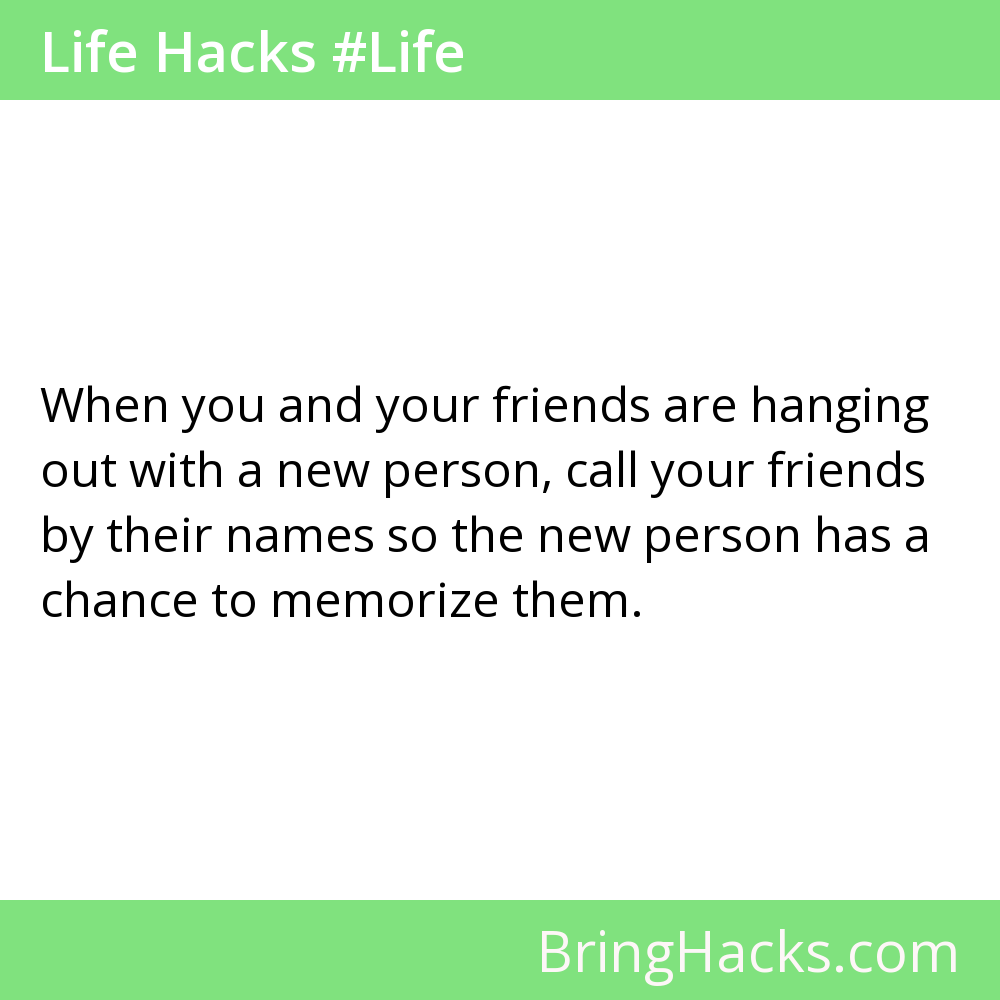 Life Hacks #Life
When you and your friends are hanging
out with a new person, call your friends
by their names so the new person has a
chance to memorize them.
BringHacks.com